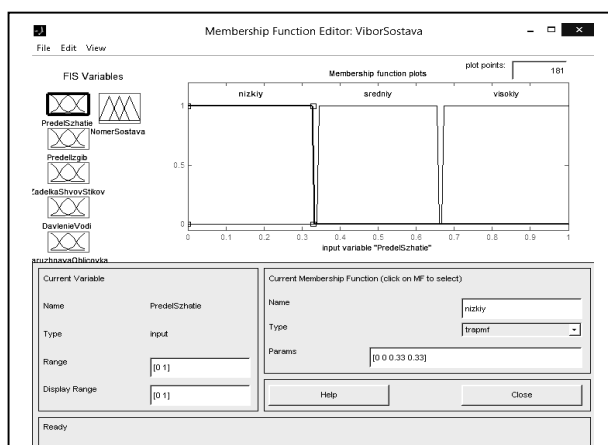 Membership Function Editor: ViborSostava
File Edit View
FIS Variables
Membership function plots
plot points:
181
nizkiy
sredniy
visokiy
PredelSzhatie
NomerSostava
PredelIzgib
ZadelkaShvovStikov
DavlenieVodi
aruzhnayaOblicovka
1
0.5
0
0 0.1 0.2 0.3 0.4 0.5 0.6 0.7 0.8 0.9 1
input variable "PredelSzhatie"
Current Variable
Name PredelSzhatie
Type input
Range [0 1]
Display Range [0 1]
Current Membership Function (click on MF to select)
Name nizkiy
Type trapmf
Params [0 0 0.33 0.33]
Help
Close
Ready